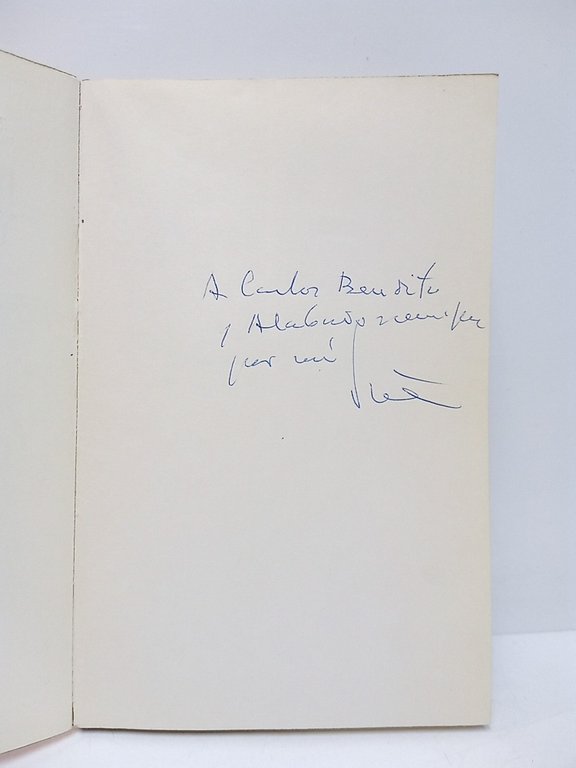 A Carlos Bendito
y Alabado siempre
por mí